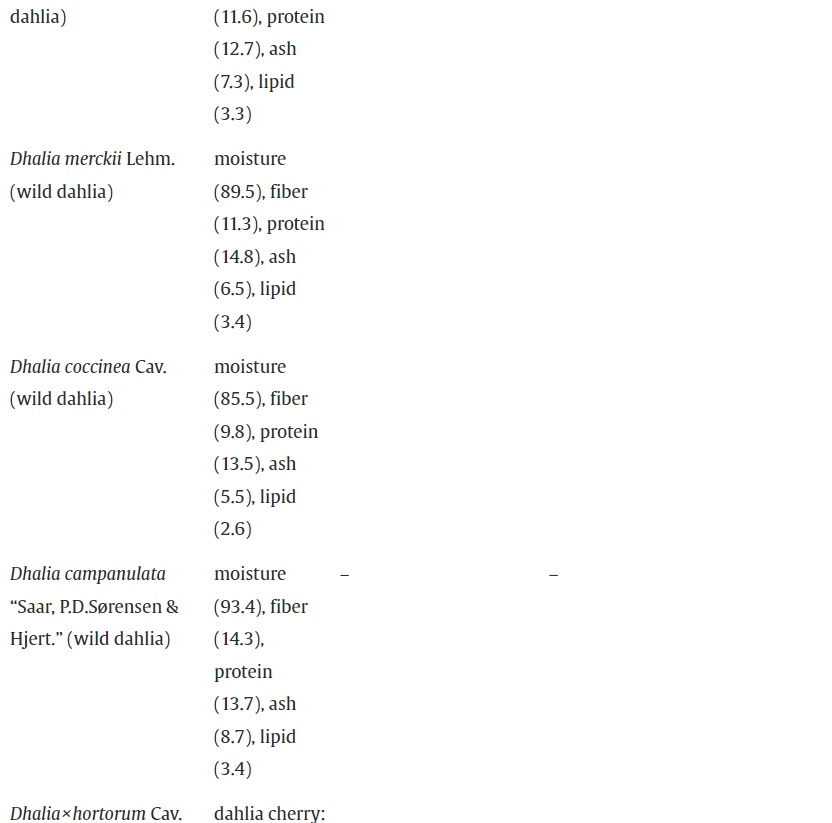 dahlia) (11.6), protein
(12.7), ash
(7.3), lipid
(3.3)
Dhalia merckii Lehm. moisture
(wild dahlia) (89.5), fiber
(11.3), protein
(14.8), ash
(6.5), lipid
(3.4)
Dhalia coccinea Cav. moisture
(wild dahlia) (85.5), fiber
(9.8), protein
(13.5), ash
(5.5), lipid
(2.6)
Dhalia campanulata moisture – –
“Saar, P.D.Sørensen & (93.4), fiber
Hjert.” (wild dahlia) (14.3),
protein
(13.7), ash
(8.7), lipid
(3.4)
Dhalia×hortorum Cav. dahlia cherry: